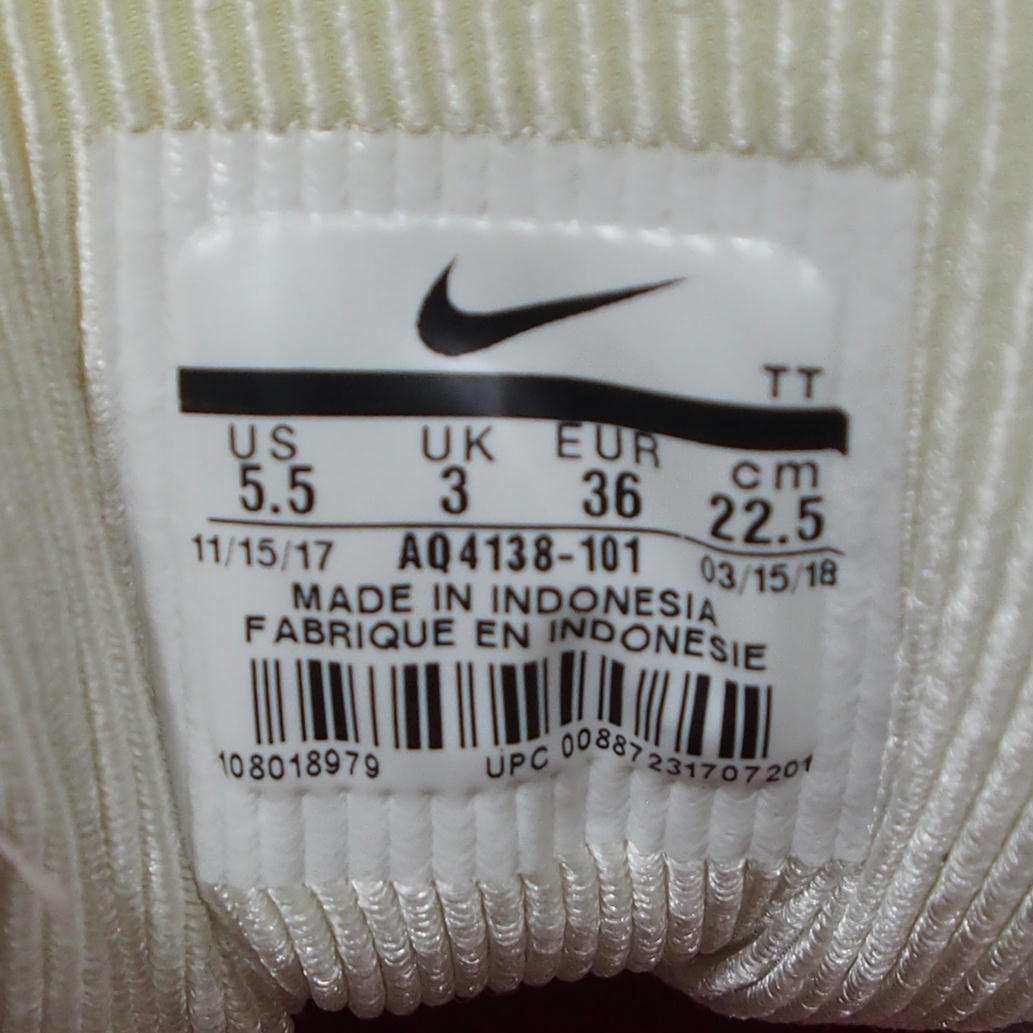 TT
US UK EUR cm
5.5 3 36 22.5
11/15/17 AQ4138-101 03/15/18
MADE IN INDONESIA
FABRIQUE EN INDONESIE
108018979 UPC 00887231707201